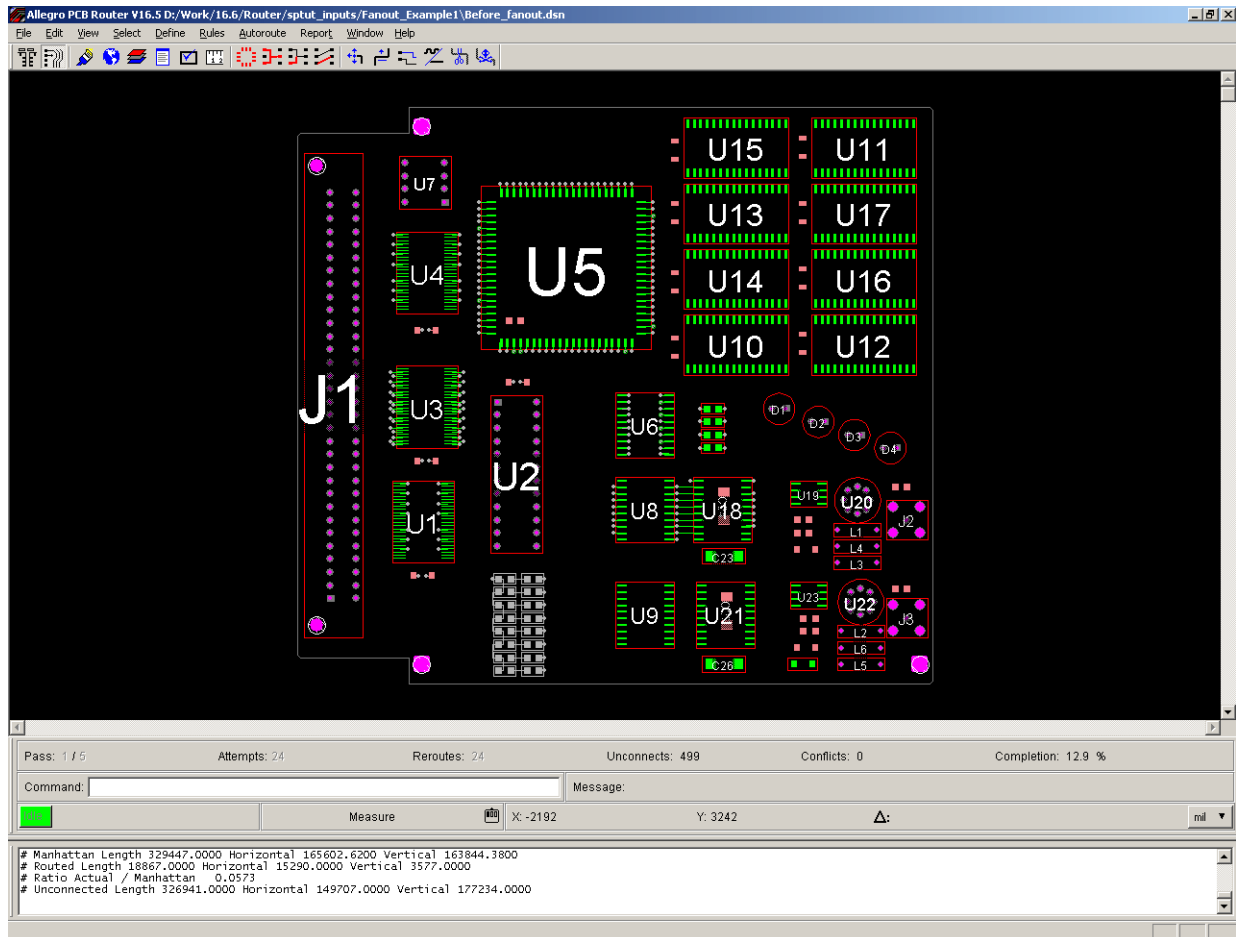 Allegro PCB Router V16.5 D:/Work/16.6/Router/sptut_inputs/Fanout_Example1\Before_fanout.dsn
File Edit View Select Define Rules Autoroute Report Window Help
U15 U11
U7
U13 U17
U4 U5 U14 U16
U10 U12
J1 U3 U6 D1 D2 D3 D4
U2
U1 U8 U18 U19 U20 J2
L1
L4
C23 L3
U9 U21 U23 U22 J3
L2
L6
C26 L5
Pass: 1 / 5 Attempts: 24 Reroutes: 24 Unconnects: 499 Conflicts: 0 Completion: 12.9 %
Command: Message:
Idle Measure X: -2192 Y: 3242 Δ: mil
# Manhattan Length 329447.0000 Horizontal 165602.6200 Vertical 163844.3800
# Routed Length 18867.0000 Horizontal 15290.0000 Vertical 3577.0000
# Ratio Actual / Manhattan 0.0573
# Unconnected Length 326941.0000 Horizontal 149707.0000 Vertical 177234.0000